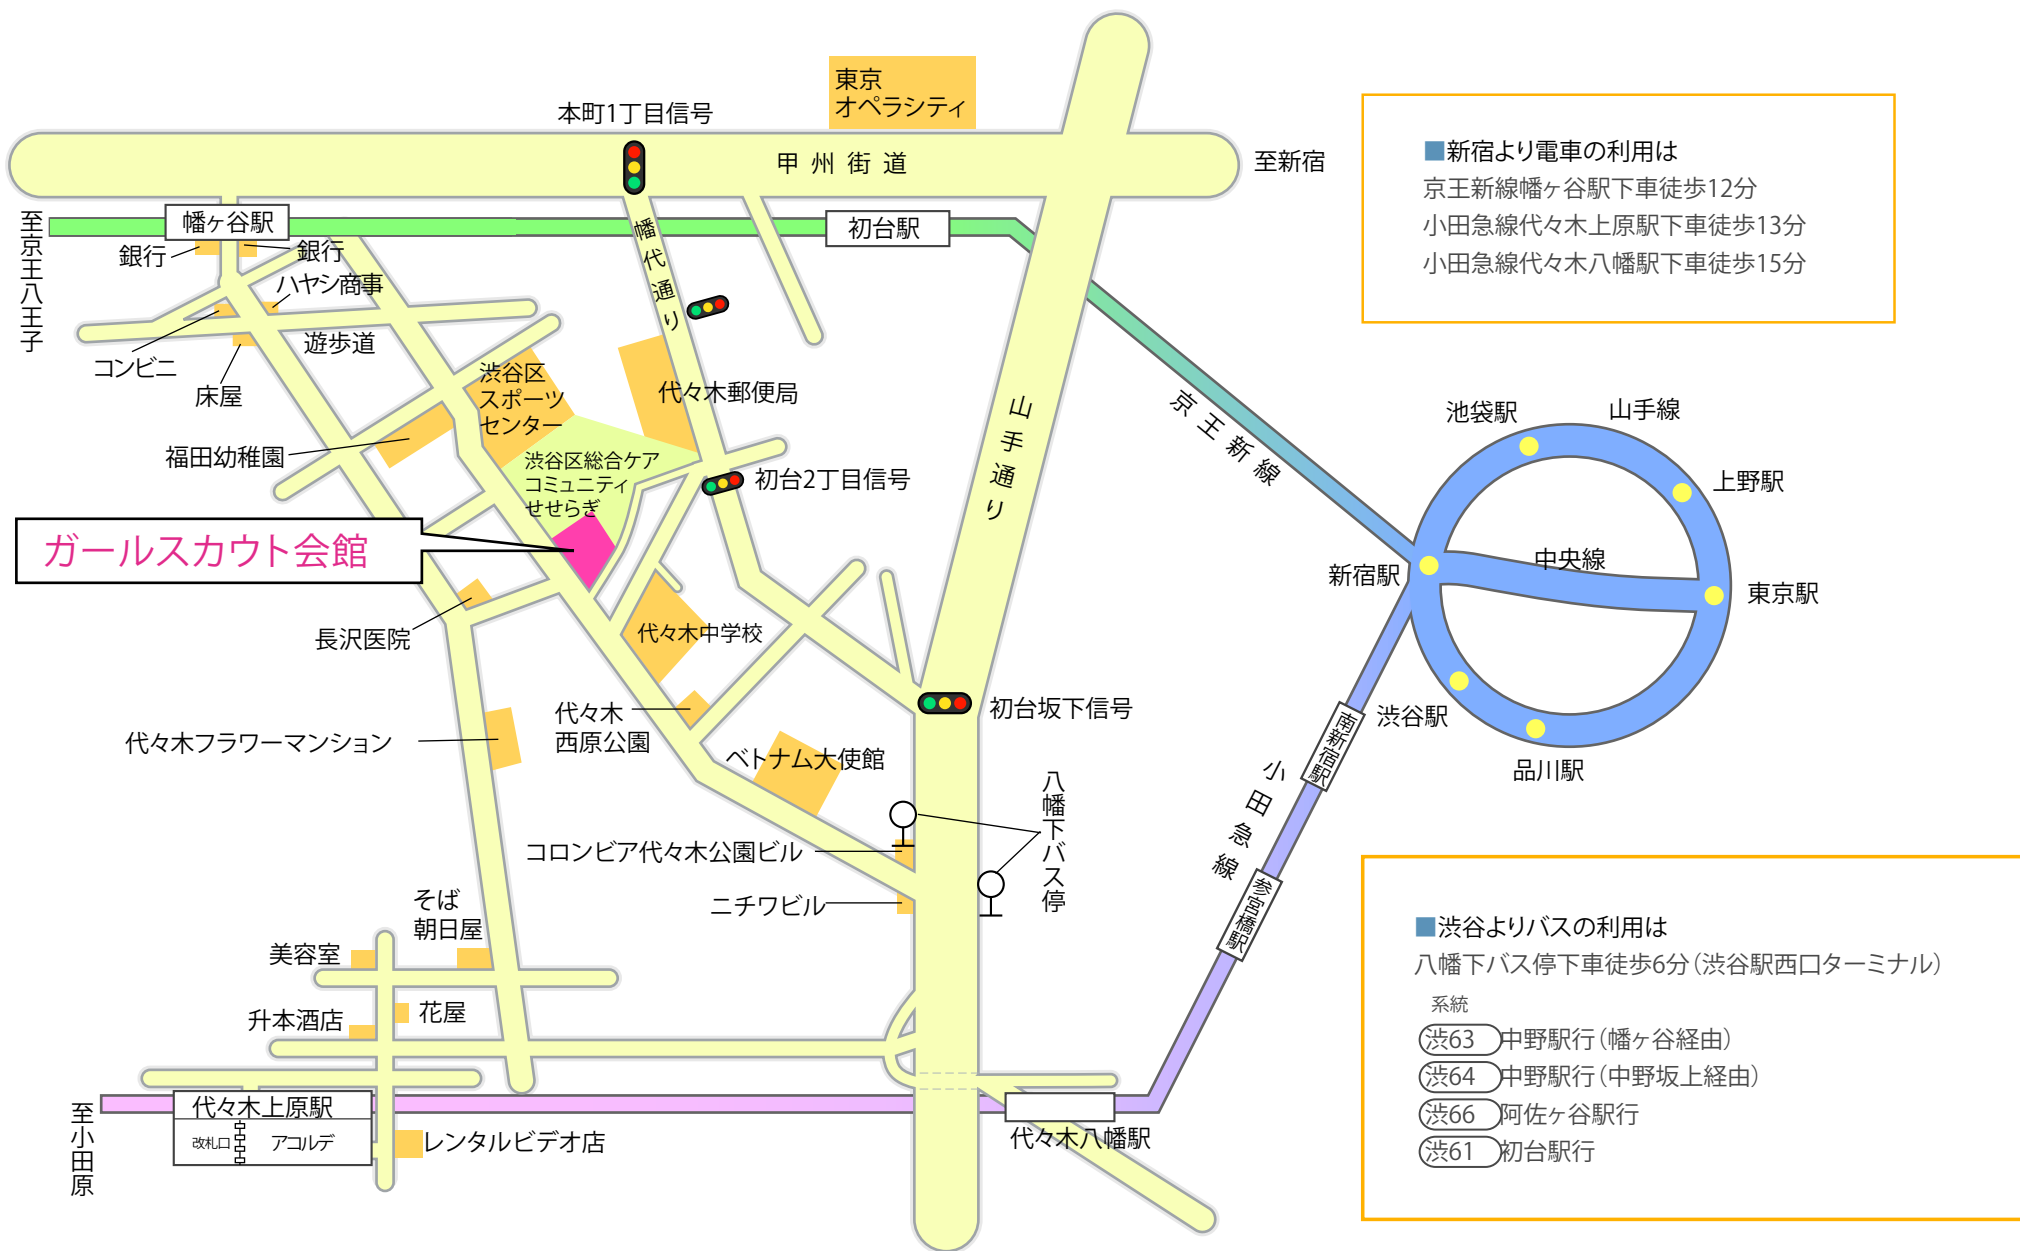 東京
オペラシティ
本町1丁目信号
甲州街道
至新宿
至京王八王子
幡ヶ谷駅
初台駅
銀行
銀行
ハヤシ商事
幡代通り
コンビニ
遊歩道
床屋
渋谷区
スポーツ
センター
代々木郵便局
福田幼稚園
渋谷区総合ケア
コミュニティ
せせらぎ
初台2丁目信号
山手通り
京王新線
ガールスカウト会館
長沢医院
代々木中学校
代々木
西原公園
初台坂下信号
代々木フラワーマンション
ベトナム大使館
八幡下バス停
コロンビア代々木公園ビル
ニチワビル
そば
朝日屋
美容室
花屋
升本酒店
至小田原
代々木上原駅
改札口
アコルデ
レンタルビデオ店
代々木八幡駅
小田急線
南新宿駅
参宮橋駅
■新宿より電車の利用は
京王新線幡ヶ谷駅下車徒歩12分
小田急線代々木上原駅下車徒歩13分
小田急線代々木八幡駅下車徒歩15分
池袋駅
山手線
上野駅
中央線
新宿駅
東京駅
渋谷駅
品川駅
■渋谷よりバスの利用は
八幡下バス停下車徒歩6分(渋谷駅西口ターミナル)
系統
渋63 中野駅行(幡ヶ谷経由)
渋64 中野駅行(中野坂上経由)
渋66 阿佐ヶ谷駅行
渋61 初台駅行